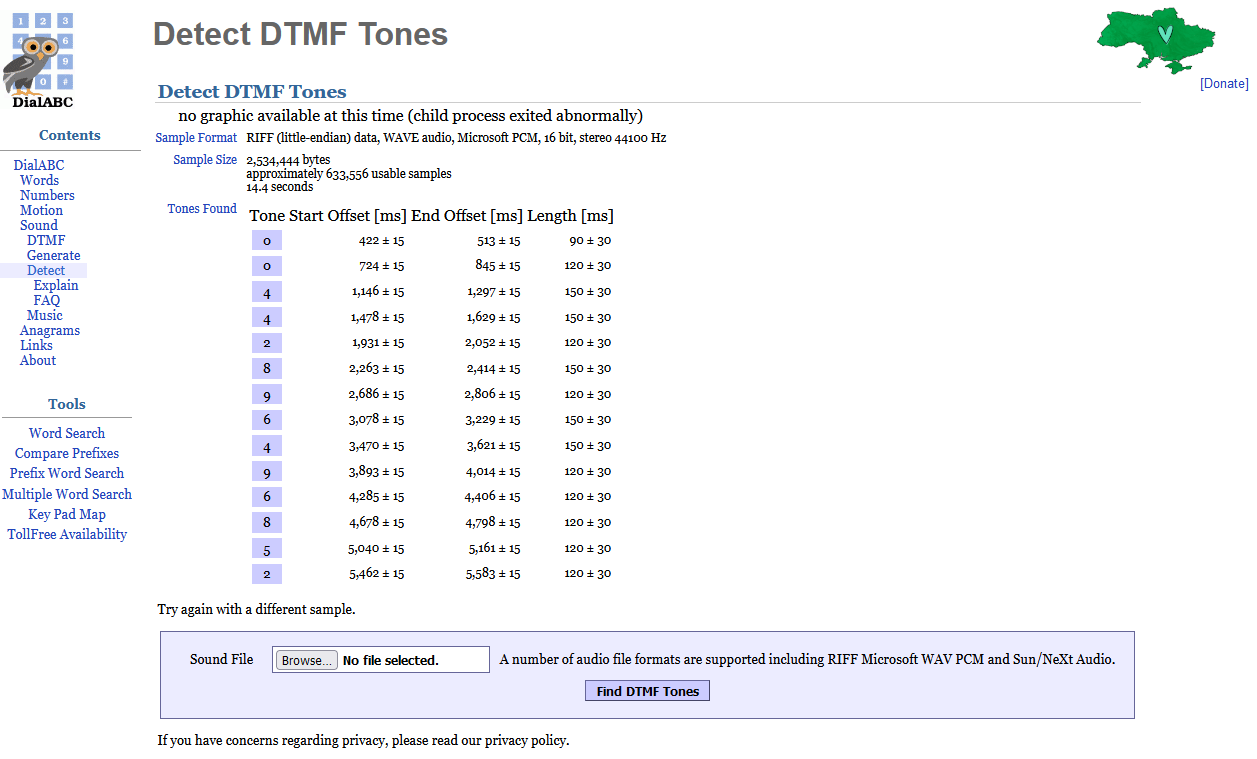 1 2 3
4 6
9
0 #
DialABC
Detect DTMF Tones
[Donate]
Contents
DialABC
Words
Numbers
Motion
Sound
DTMF
Generate
Detect
Explain
FAQ
Music
Anagrams
Links
About
Tools
Word Search
Compare Prefixes
Prefix Word Search
Multiple Word Search
Key Pad Map
TollFree Availability
Detect DTMF Tones
no graphic available at this time (child process exited abnormally)
Sample Format RIFF (little-endian) data, WAVE audio, Microsoft PCM, 16 bit, stereo 44100 Hz
Sample Size 2,534,444 bytes
approximately 633,556 usable samples
14.4 seconds
Tones Found
Tone Start Offset [ms] End Offset [ms] Length [ms]
0 422 ± 15 513 ± 15 90 ± 30
0 724 ± 15 845 ± 15 120 ± 30
4 1,146 ± 15 1,297 ± 15 150 ± 30
4 1,478 ± 15 1,629 ± 15 150 ± 30
2 1,931 ± 15 2,052 ± 15 120 ± 30
8 2,263 ± 15 2,414 ± 15 150 ± 30
9 2,686 ± 15 2,806 ± 15 120 ± 30
6 3,078 ± 15 3,229 ± 15 150 ± 30
4 3,470 ± 15 3,621 ± 15 150 ± 30
9 3,893 ± 15 4,014 ± 15 120 ± 30
6 4,285 ± 15 4,406 ± 15 120 ± 30
8 4,678 ± 15 4,798 ± 15 120 ± 30
5 5,040 ± 15 5,161 ± 15 120 ± 30
2 5,462 ± 15 5,583 ± 15 120 ± 30
Try again with a different sample.
Sound File Browse... No file selected. A number of audio file formats are supported including RIFF Microsoft WAV PCM and Sun/NeXt Audio.
Find DTMF Tones
If you have concerns regarding privacy, please read our privacy policy.